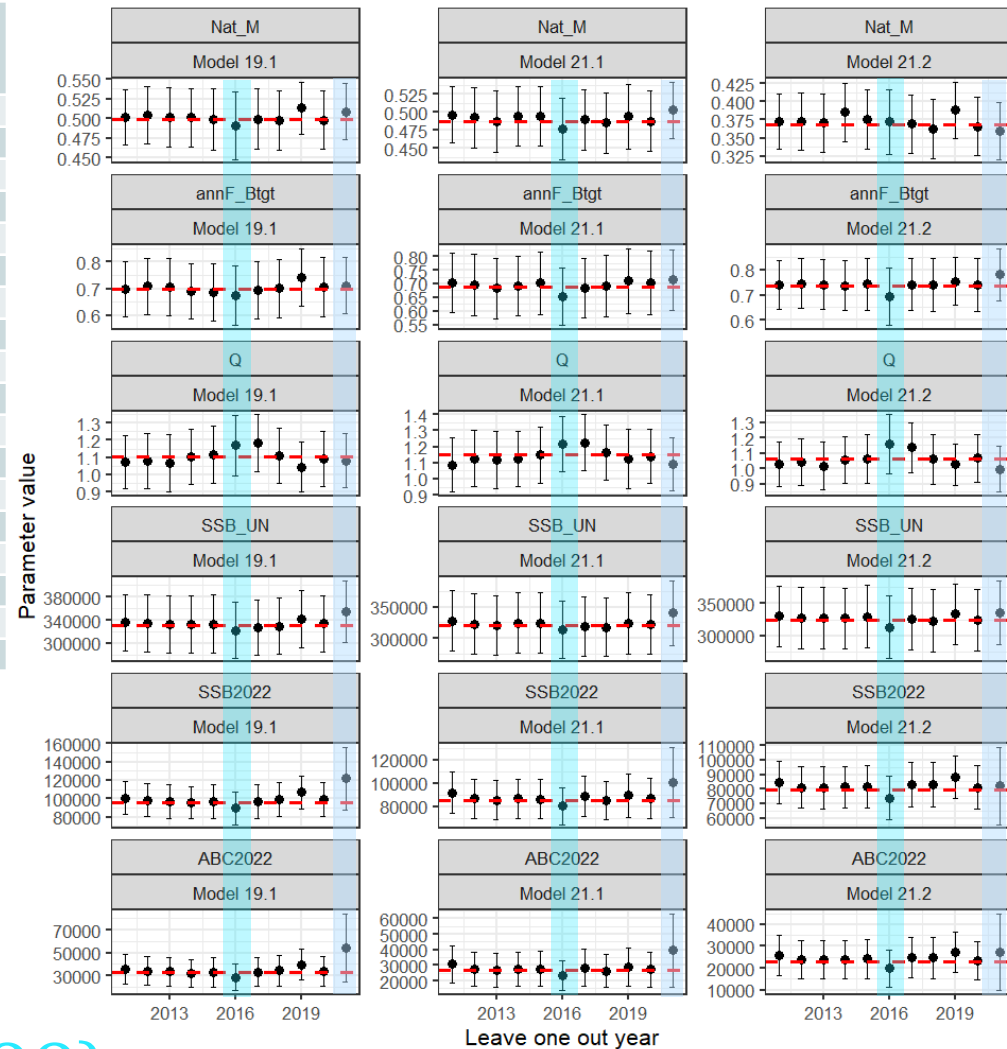 Nat_M Nat_M Nat_M
Model 19.1 Model 21.1 Model 21.2
0.550 0.525 0.500 0.475 0.450
0.525 0.500 0.475 0.450
0.425 0.400 0.375 0.350 0.325
annF_Btgt annF_Btgt annF_Btgt
Model 19.1 Model 21.1 Model 21.2
0.8 0.7 0.6
0.80 0.75 0.70 0.65 0.60 0.55
0.8 0.7 0.6
Q Q Q
Model 19.1 Model 21.1 Model 21.2
1.3 1.2 1.1 1.0 0.9
1.4 1.3 1.2 1.1 1.0 0.9
1.3 1.2 1.1 1.0 0.9
Parameter value
SSB_UN SSB_UN SSB_UN
Model 19.1 Model 21.1 Model 21.2
380000 340000 300000
350000 300000
350000 300000
SSB2022 SSB2022 SSB2022
Model 19.1 Model 21.1 Model 21.2
160000 140000 120000 100000 80000
120000 100000 80000
110000 100000 90000 80000 70000 60000
ABC2022 ABC2022 ABC2022
Model 19.1 Model 21.1 Model 21.2
70000 50000 30000
60000 50000 40000 30000 20000
40000 30000 20000 10000
2013 2016 2019 2013 2016 2019 2013 2016 2019
Leave one out year